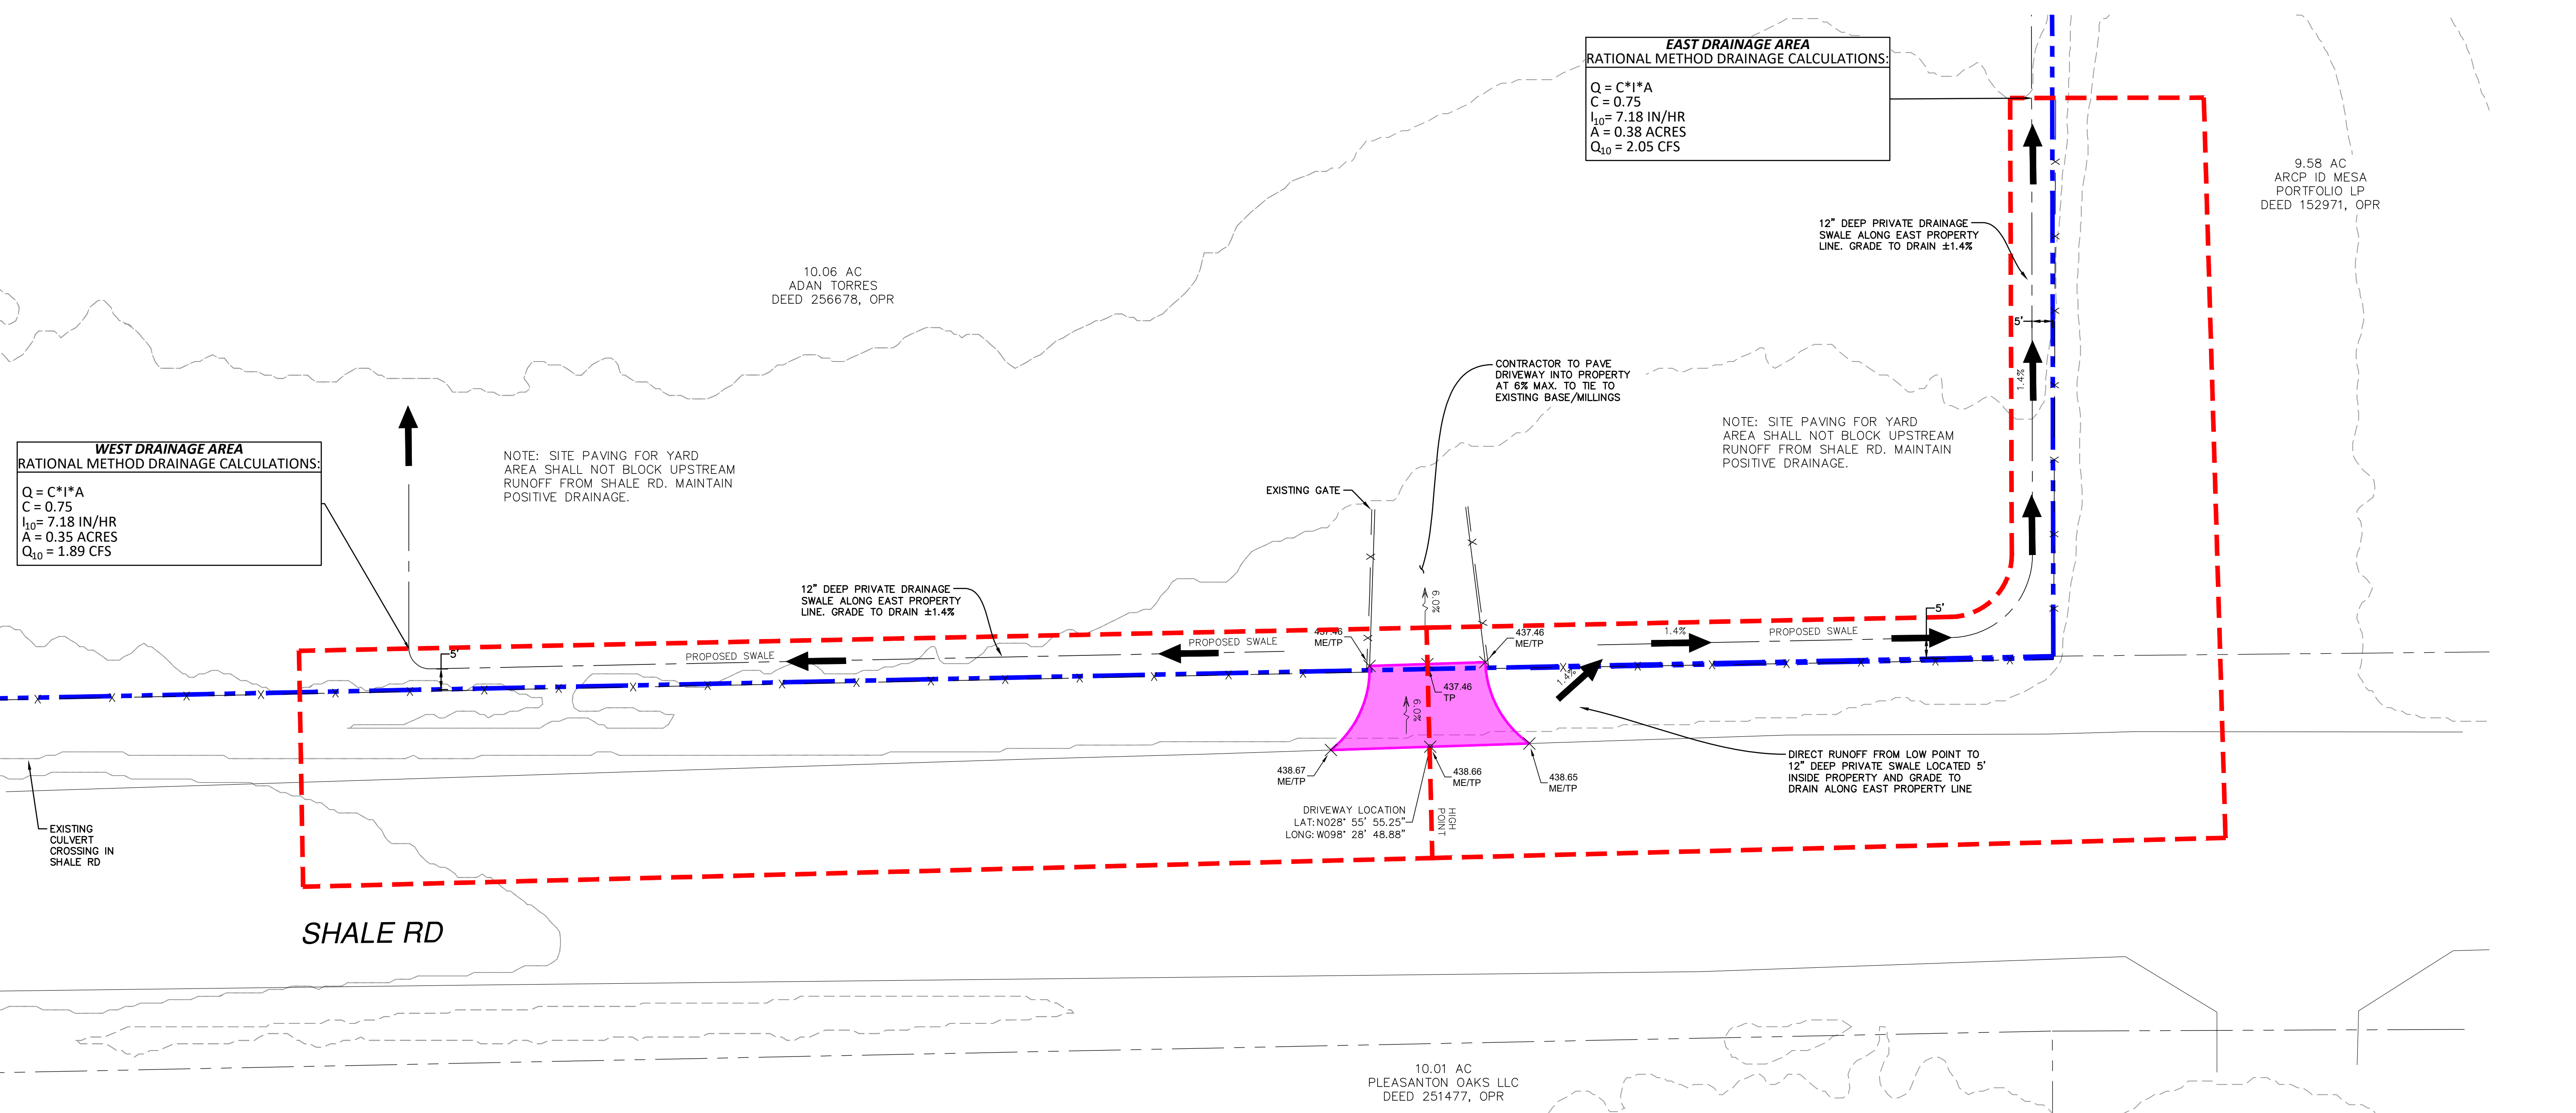 EAST DRAINAGE AREA
RATIONAL METHOD DRAINAGE CALCULATIONS:
Q = C*I*A
C = 0.75
I10= 7.18 IN/HR
A = 0.38 ACRES
Q10 = 2.05 CFS
9.58 AC
ARCP ID MESA
PORTFOLIO LP
DEED 152971, OPR
12" DEEP PRIVATE DRAINAGE
SWALE ALONG EAST PROPERTY
LINE. GRADE TO DRAIN ±1.4%
10.06 AC
ADAN TORRES
DEED 256678, OPR
5'
1.4%
CONTRACTOR TO PAVE
DRIVEWAY INTO PROPERTY
AT 6% MAX. TO TIE TO
EXISTING BASE/MILLINGS
NOTE: SITE PAVING FOR YARD
AREA SHALL NOT BLOCK UPSTREAM
RUNOFF FROM SHALE RD. MAINTAIN
POSITIVE DRAINAGE.
WEST DRAINAGE AREA
RATIONAL METHOD DRAINAGE CALCULATIONS:
Q = C*I*A
C = 0.75
I10= 7.18 IN/HR
A = 0.35 ACRES
Q10 = 1.89 CFS
NOTE: SITE PAVING FOR YARD
AREA SHALL NOT BLOCK UPSTREAM
RUNOFF FROM SHALE RD. MAINTAIN
POSITIVE DRAINAGE.
EXISTING GATE
12" DEEP PRIVATE DRAINAGE
SWALE ALONG EAST PROPERTY
LINE. GRADE TO DRAIN ±1.4%
6.0%
5'
437.46
ME/TP
437.46
ME/TP
1.4%
PROPOSED SWALE
PROPOSED SWALE
PROPOSED SWALE
5'
1.4%
437.46
TP
6.0%
DIRECT RUNOFF FROM LOW POINT TO
12" DEEP PRIVATE SWALE LOCATED 5'
INSIDE PROPERTY AND GRADE TO
DRAIN ALONG EAST PROPERTY LINE
438.67
ME/TP
438.66
ME/TP
438.65
ME/TP
DRIVEWAY LOCATION
LAT: N028° 55' 55.25"
LONG: W098° 28' 48.88"
HIGH
POINT
EXISTING
CULVERT
CROSSING IN
SHALE RD
SHALE RD
10.01 AC
PLEASANTON OAKS LLC
DEED 251477, OPR